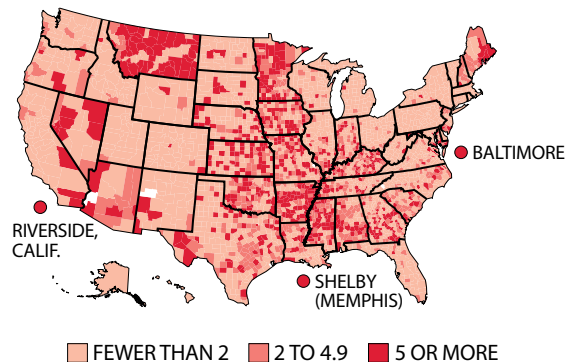 BALTIMORE
RIVERSIDE,
CALIF.
SHELBY
(MEMPHIS)
FEWER THAN 2
2 TO 4.9
5 OR MORE